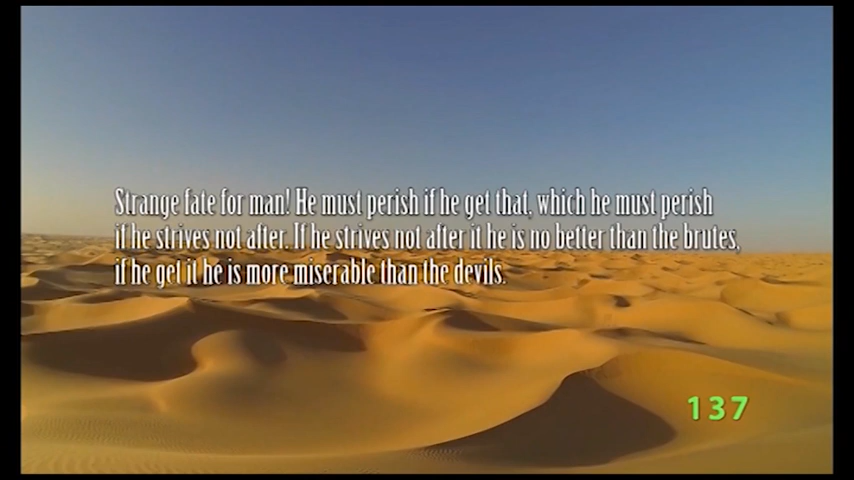 Strange fate for man! He must perish if he get that, which he must perish
if he strives not after. If he strives not after it he is no better than the brutes,
if he get it he is more miserable than the devils.
137